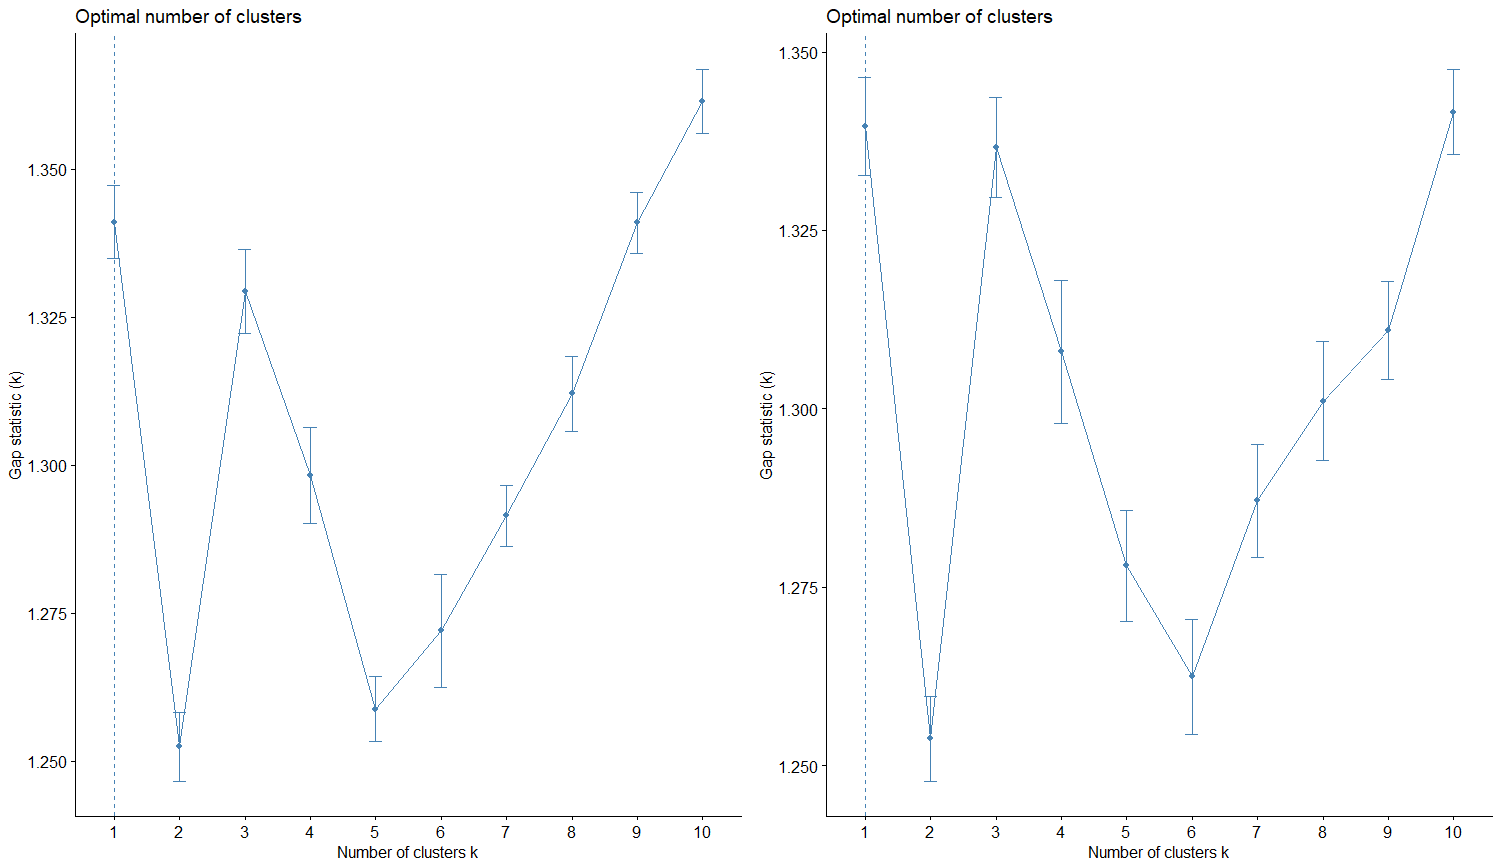 Optimal number of clusters
Gap statistic (k)
1.350
1.325
1.300
1.275
1.250
1 2 3 4 5 6 7 8 9 10
Number of clusters k
Optimal number of clusters
Gap statistic (k)
1.350
1.325
1.300
1.275
1.250
1 2 3 4 5 6 7 8 9 10
Number of clusters k